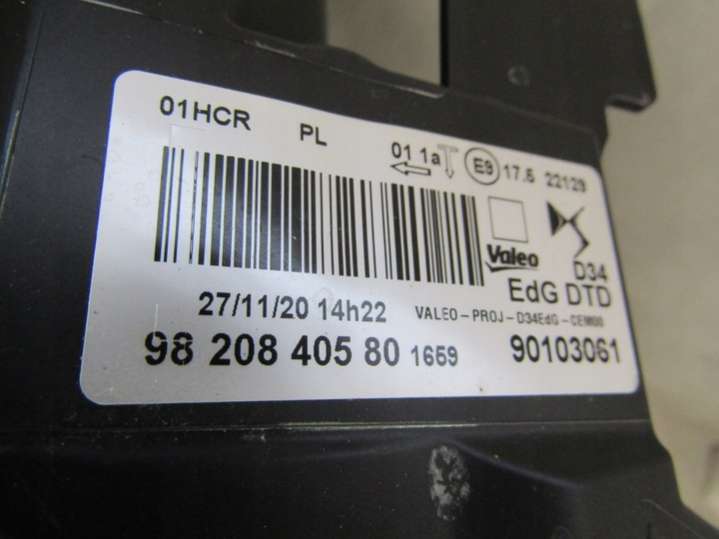 01HCR PL 01 1a E9 17.5 22129
Valeo
D34
EdG DTD
27/11/20 14h22 VALEO-PROJ-D34EdG-CEM00
98 208 405 80 1659 90103061